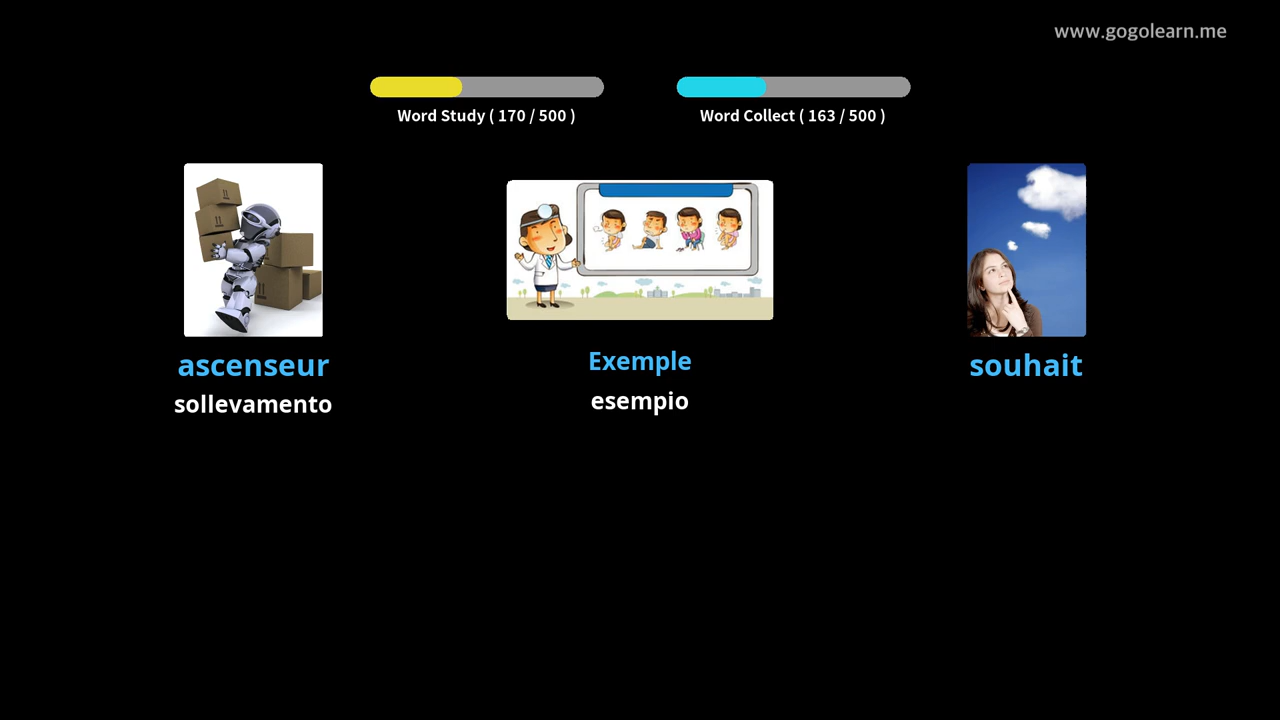 www.gogolearn.me
Word Study ( 170 / 500 )
Word Collect ( 163 / 500 )
ascenseur
sollevamento
Exemple
esempio
souhait